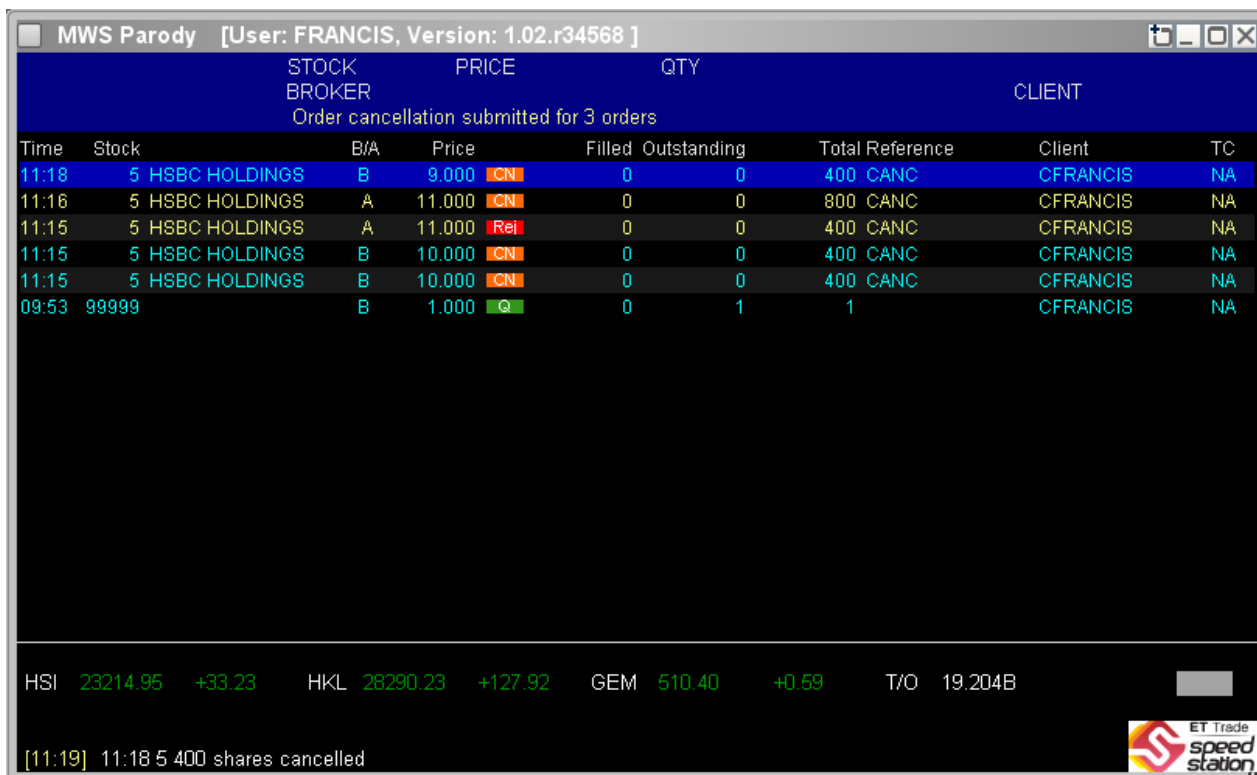 MWS Parody [User: FRANCIS, Version: 1.02.r34568 ]
STOCK PRICE QTY
BROKER CLIENT
Order cancellation submitted for 3 orders
Time Stock B/A Price Filled Outstanding Total Reference Client TC
11:18 5 HSBC HOLDINGS B 9.000 CN 0 0 400 CANC CFRANCIS NA
11:16 5 HSBC HOLDINGS A 11.000 CN 0 0 800 CANC CFRANCIS NA
11:15 5 HSBC HOLDINGS A 11.000 Rej 0 0 400 CANC CFRANCIS NA
11:15 5 HSBC HOLDINGS B 10.000 CN 0 0 400 CANC CFRANCIS NA
11:15 5 HSBC HOLDINGS B 10.000 CN 0 0 400 CANC CFRANCIS NA
09:53 99999 B 1.000 Q 0 1 1 CFRANCIS NA
HSI 23214.95 +33.23 HKL 28290.23 +127.92 GEM 510.40 +0.59 T/O 19.204B
[11:19] 11:18 5 400 shares cancelled
ET Trade
speed
station